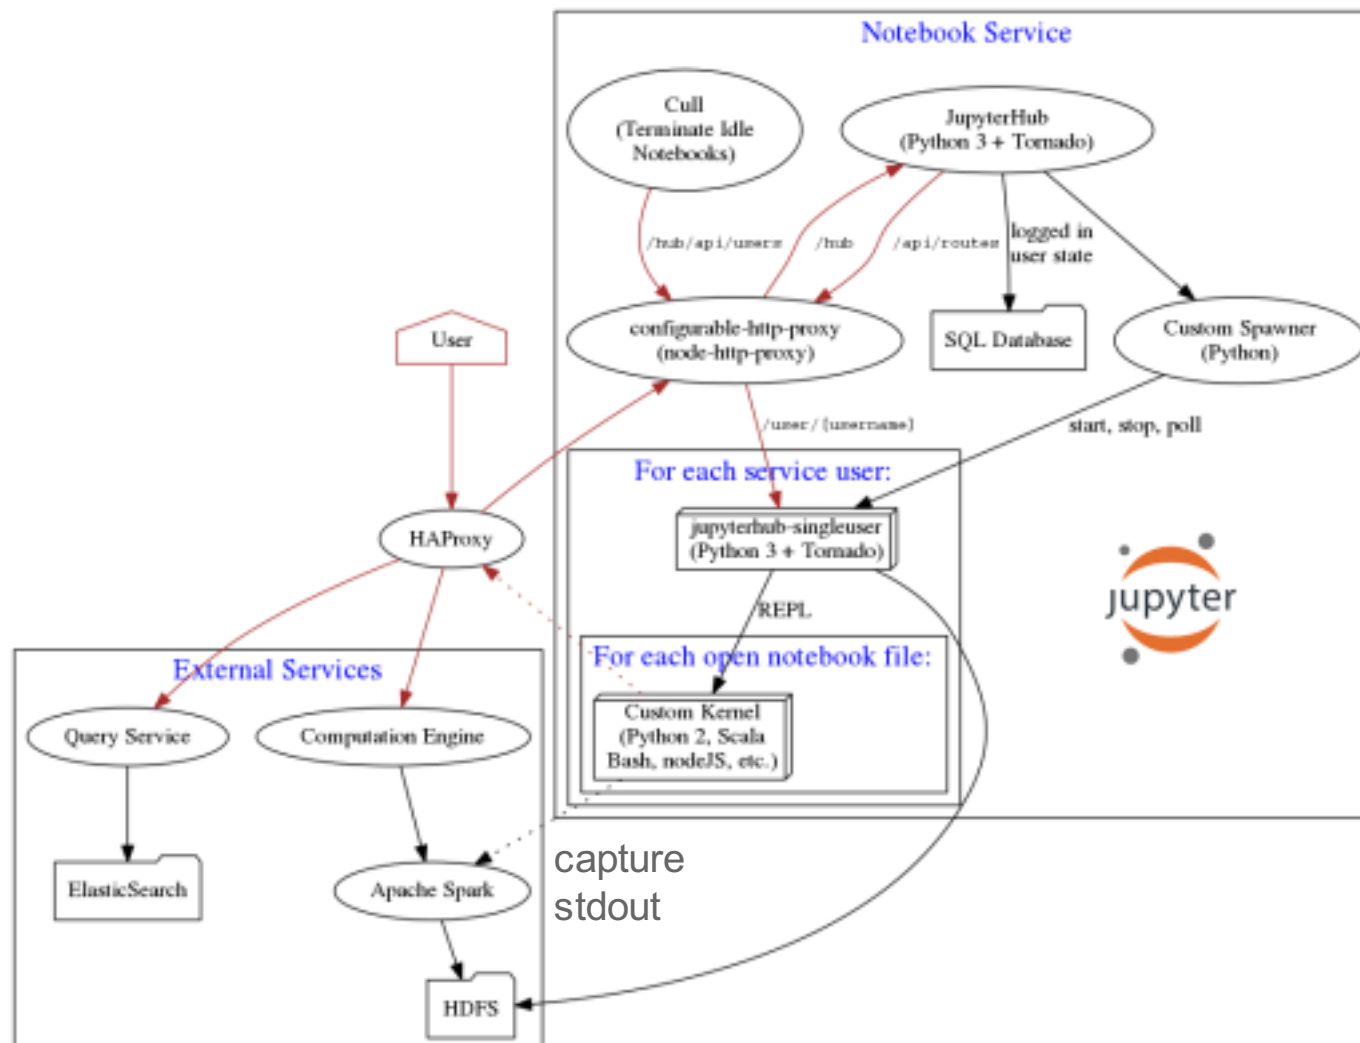 Notebook Service
Cull
(Terminate Idle
Notebooks)
JupyterHub
(Python 3 + Tornado)
/hub/api/users
/hub
/api/routes
logged in
user state
User
configurable-http-proxy
(node-http-proxy)
SQL Database
Custom Spawner
(Python)
/user/{username}
start, stop, poll
For each service user:
HAProxy
jupyterhub-singleuser
(Python 3 + Tornado)
jupyter
REPL
External Services
For each open notebook file:
Query Service
Computation Engine
Custom Kernel
(Python 2, Scala
Bash, nodeJS, etc.)
capture
stdout
ElasticSearch
Apache Spark
HDFS